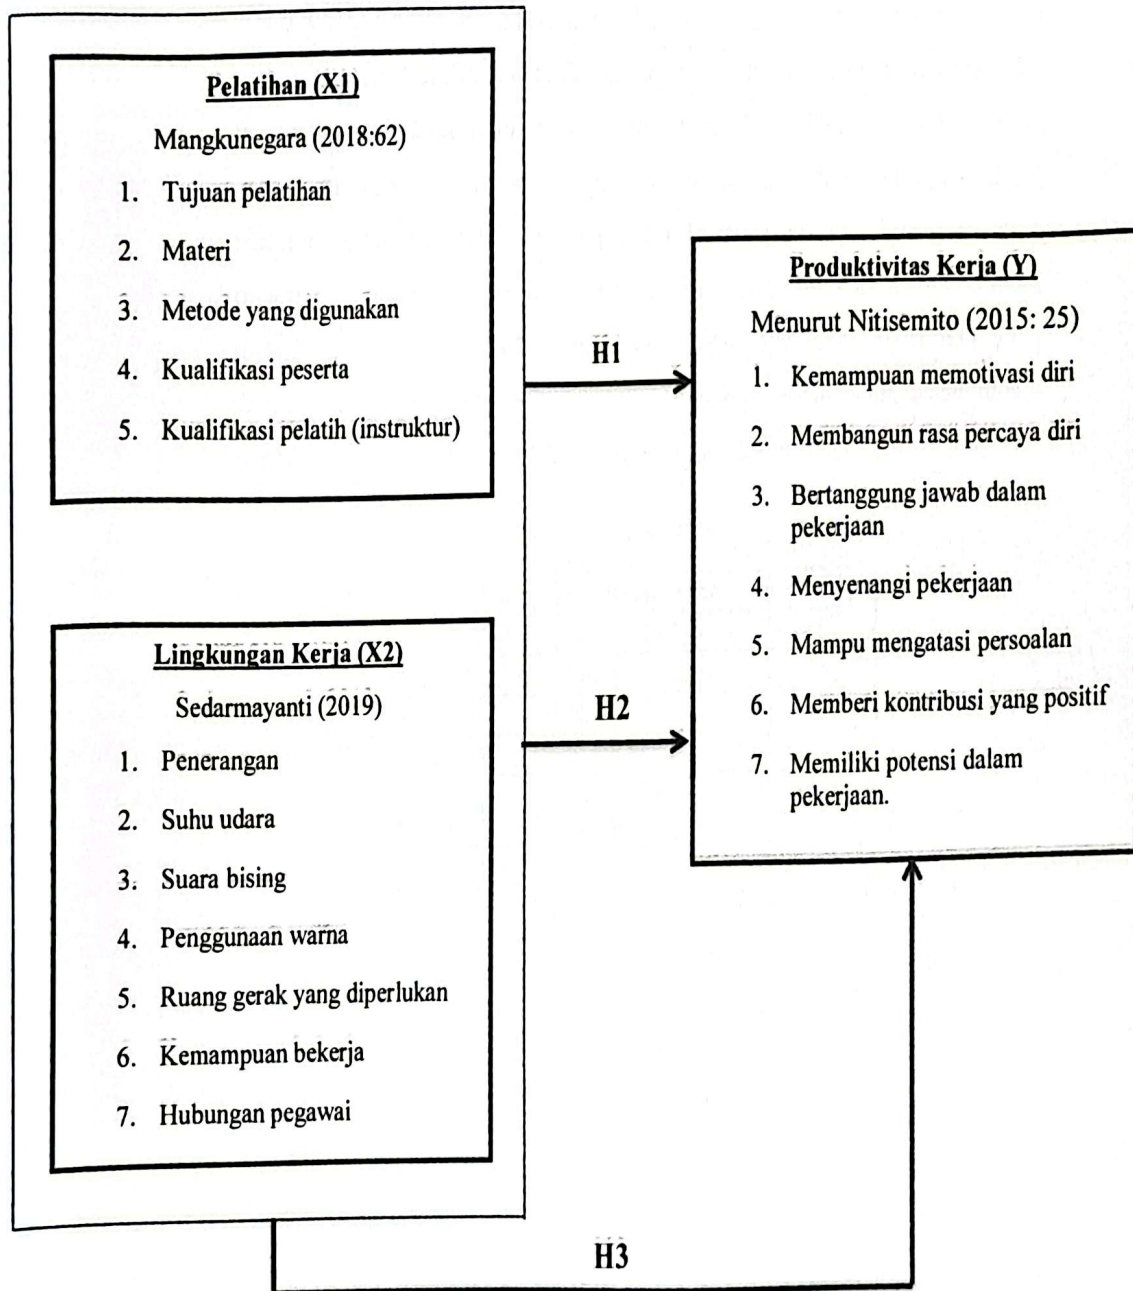 Pelatihan (X1)
Mangkunegara (2018:62)
1. Tujuan pelatihan
2. Materi
3. Metode yang digunakan
4. Kualifikasi peserta
5. Kualifikasi pelatih (instruktur)
Lingkungan Kerja (X2)
Sedarmayanti (2019)
1. Penerangan
2. Suhu udara
3. Suara bising
4. Penggunaan warna
5. Ruang gerak yang diperlukan
6. Kemampuan bekerja
7. Hubungan pegawai
H1
H2
Produktivitas Kerja (Y)
Menurut Nitisemito (2015: 25)
1. Kemampuan memotivasi diri
2. Membangun rasa percaya diri
3. Bertanggung jawab dalam
pekerjaan
4. Menyenangi pekerjaan
5. Mampu mengatasi persoalan
6. Memberi kontribusi yang positif
7. Memiliki potensi dalam
pekerjaan.
H3